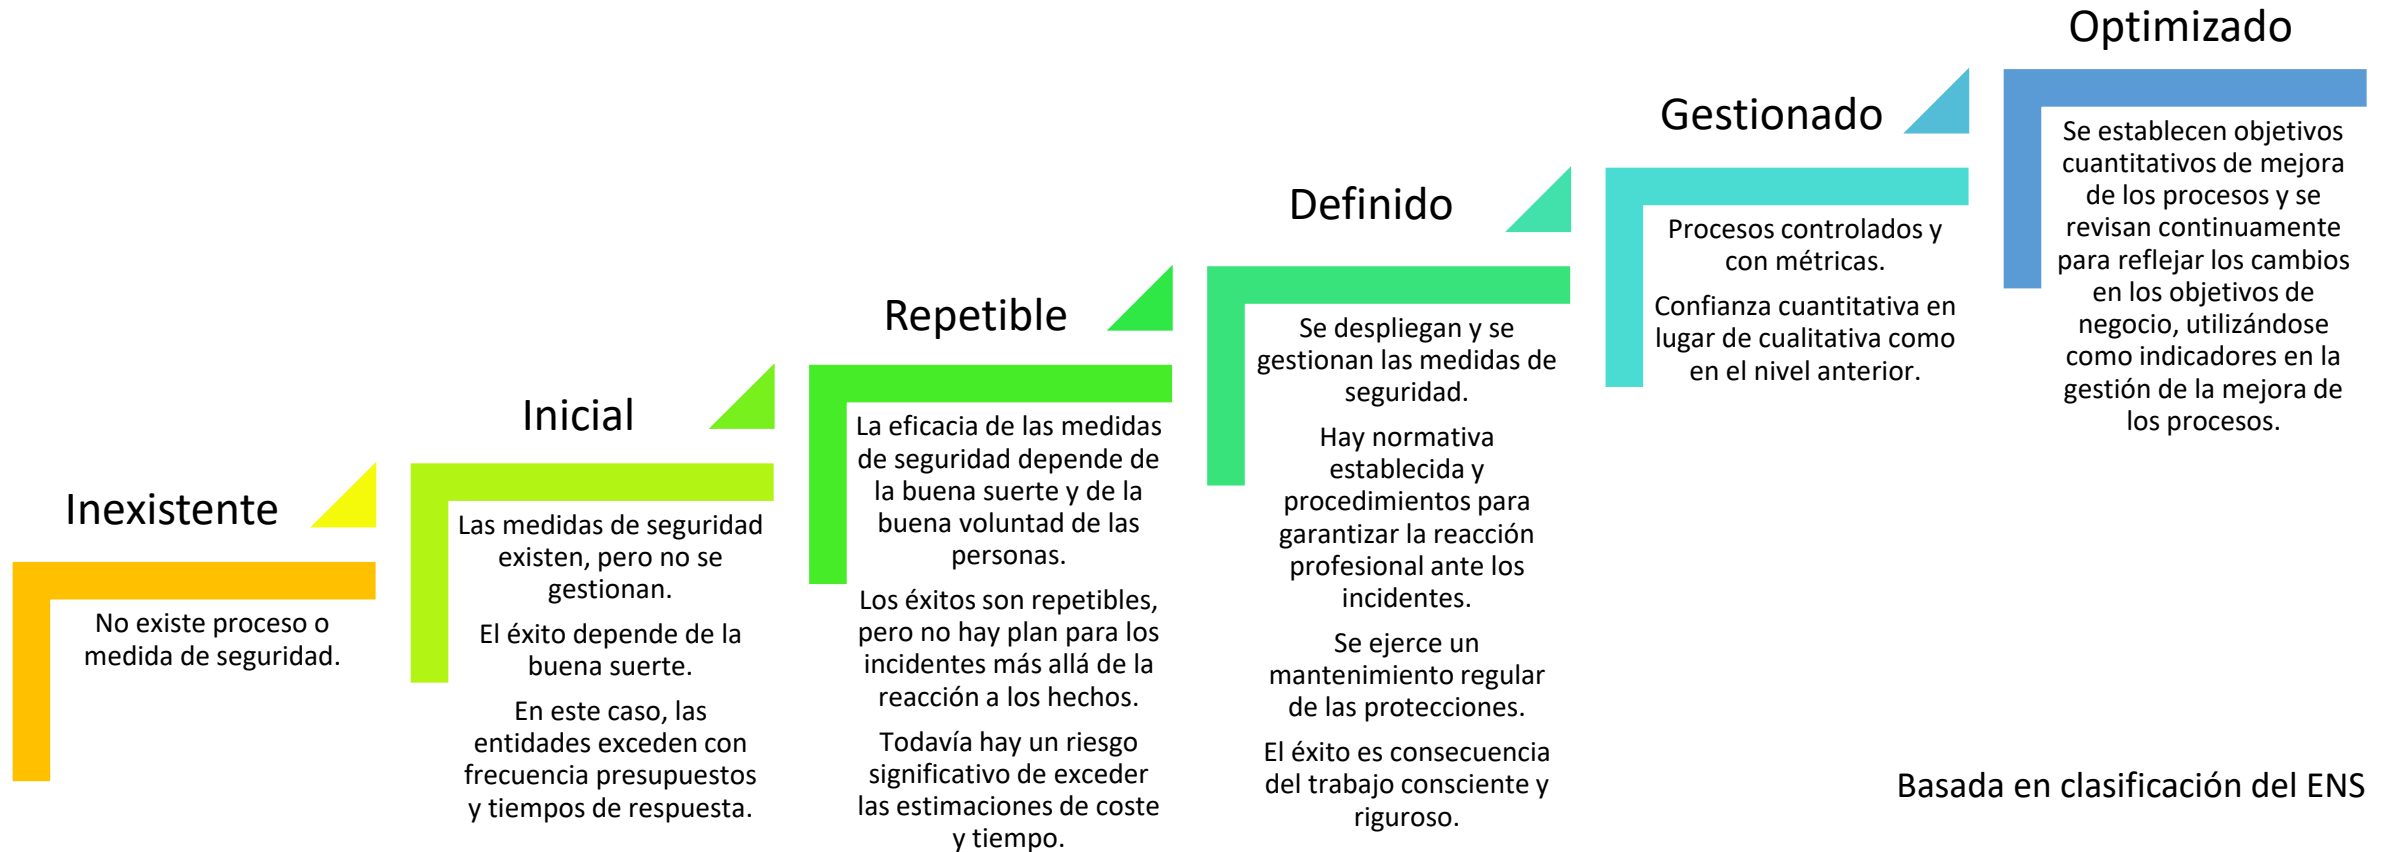 Inexistente
No existe proceso o
medida de seguridad.
Inicial
Las medidas de seguridad
existen, pero no se
gestionan.
El éxito depende de la
buena suerte.
En este caso, las
entidades exceden con
frecuencia presupuestos
y tiempos de respuesta.
Repetible
La eficacia de las medidas
de seguridad depende de
la buena suerte y de la
buena voluntad de las
personas.
Los éxitos son repetibles,
pero no hay plan para los
incidentes más allá de la
reacción a los hechos.
Todavía hay un riesgo
significativo de exceder
las estimaciones de coste
y tiempo.
Definido
Se despliegan y se
gestionan las medidas de
seguridad.
Hay normativa
establecida y
procedimientos para
garantizar la reacción
profesional ante los
incidentes.
Se ejerce un
mantenimiento regular
de las protecciones.
El éxito es consecuencia
del trabajo consciente y
riguroso.
Gestionado
Procesos controlados y
con métricas.
Confianza cuantitativa en
lugar de cualitativa como
en el nivel anterior.
Optimizado
Se establecen objetivos
cuantitativos de mejora
de los procesos y se
revisan continuamente
para reflejar los cambios
en los objetivos de
negocio, utilizándose
como indicadores en la
gestión de la mejora de
los procesos.
Basada en clasificación del ENS